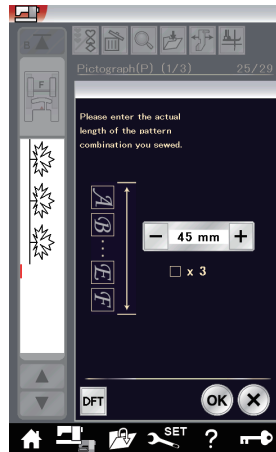 B
F
Pictograph(P) (1/3) 25/29
Please enter the actual
length of the pattern
combination you sewed.
A
B
E
F
− 45 mm +
x 3
DFT
OK
SET
?